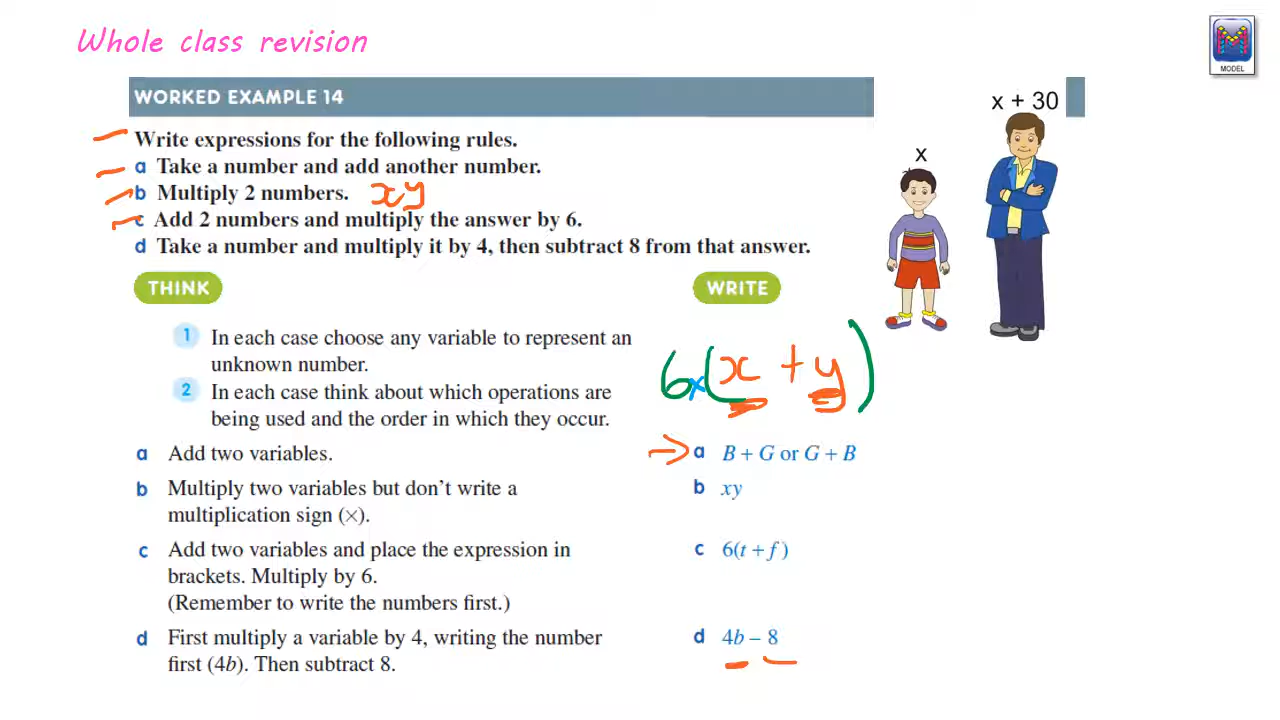 Whole class revision
MODEL
WORKED EXAMPLE 14
x + 30
x
Write expressions for the following rules.
a Take a number and add another number.
b Multiply 2 numbers. xy
c Add 2 numbers and multiply the answer by 6.
d Take a number and multiply it by 4, then subtract 8 from that answer.
THINK
WRITE
1 In each case choose any variable to represent an
unknown number.
2 In each case think about which operations are
being used and the order in which they occur.
6×(x + y)
a Add two variables.
a B + G or G + B
b Multiply two variables but don't write a
multiplication sign (×).
b xy
c Add two variables and place the expression in
brackets. Multiply by 6.
(Remember to write the numbers first.)
c 6(t + f)
d First multiply a variable by 4, writing the number
first (4b). Then subtract 8.
d 4b – 8